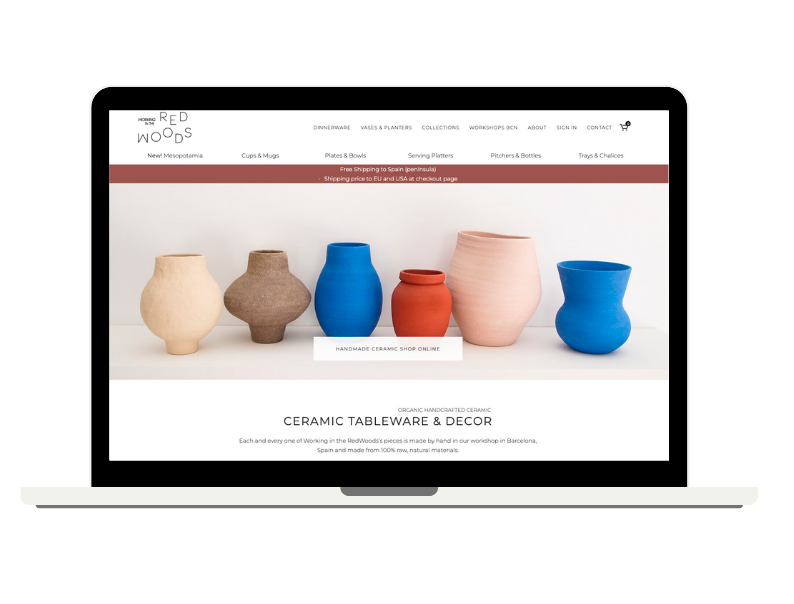 WORKING
IN THE
RED
WOODS
DINNERWARE VASES & PLANTERS COLLECTIONS WORKSHOPS BCN ABOUT SIGN IN CONTACT
New! Mesopotamia Cups & Mugs Plates & Bowls Serving Platters Pitchers & Bottles Trays & Chalices
Free Shipping to Spain (península)
· Shipping price to EU and USA at checkout page
HANDMADE CERAMIC SHOP ONLINE
ORGANIC HANDCRAFTED CERAMIC
CERAMIC TABLEWARE & DECOR
Each and every one of Working in the RedWoods's pieces is made by hand in our workshop in Barcelona,
Spain and made from 100% raw, natural materials.